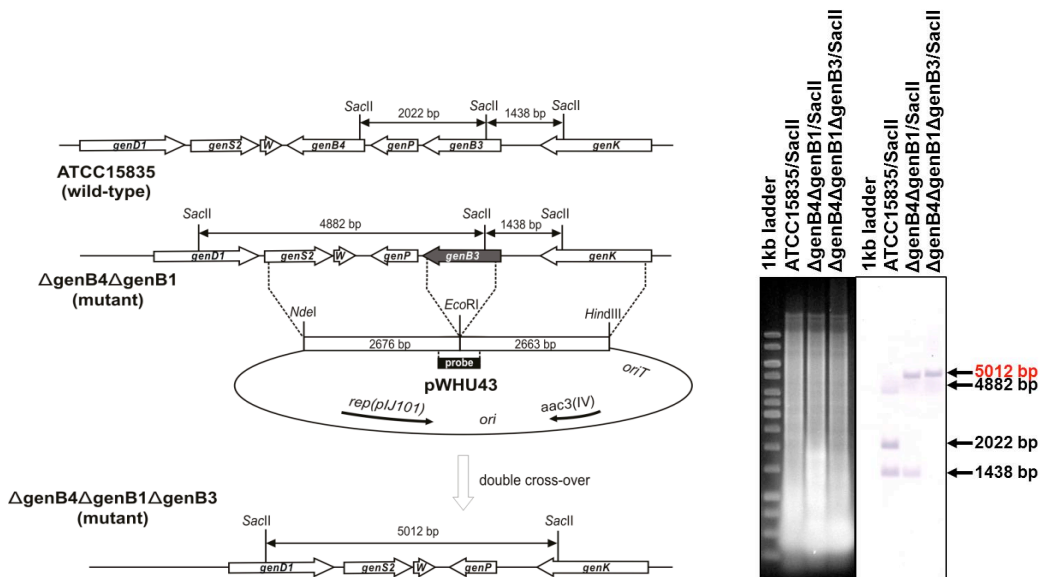 SacII
SacII
SacII
2022 bp
1438 bp
genD1
genS2
W
genB4
genP
genB3
genK
ATCC15835
(wild-type)
SacII
SacII
SacII
4882 bp
1438 bp
genD1
genS2
W
genP
genB3
genK
ΔgenB4ΔgenB1
(mutant)
NdeI
EcoRI
HindIII
2676 bp
2663 bp
probe
oriT
pWHU43
rep(pIJ101)
ori
aac3(IV)
double cross-over
ΔgenB4ΔgenB1ΔgenB3
(mutant)
SacII
SacII
5012 bp
genD1
genS2
W
genP
genK
1kb ladder
ATCC15835/SacII
ΔgenB4ΔgenB1/SacII
ΔgenB4ΔgenB1ΔgenB3/SacII
1kb ladder
ATCC15835/SacII
ΔgenB4ΔgenB1/SacII
ΔgenB4ΔgenB1ΔgenB3/SacII
5012 bp
4882 bp
2022 bp
1438 bp